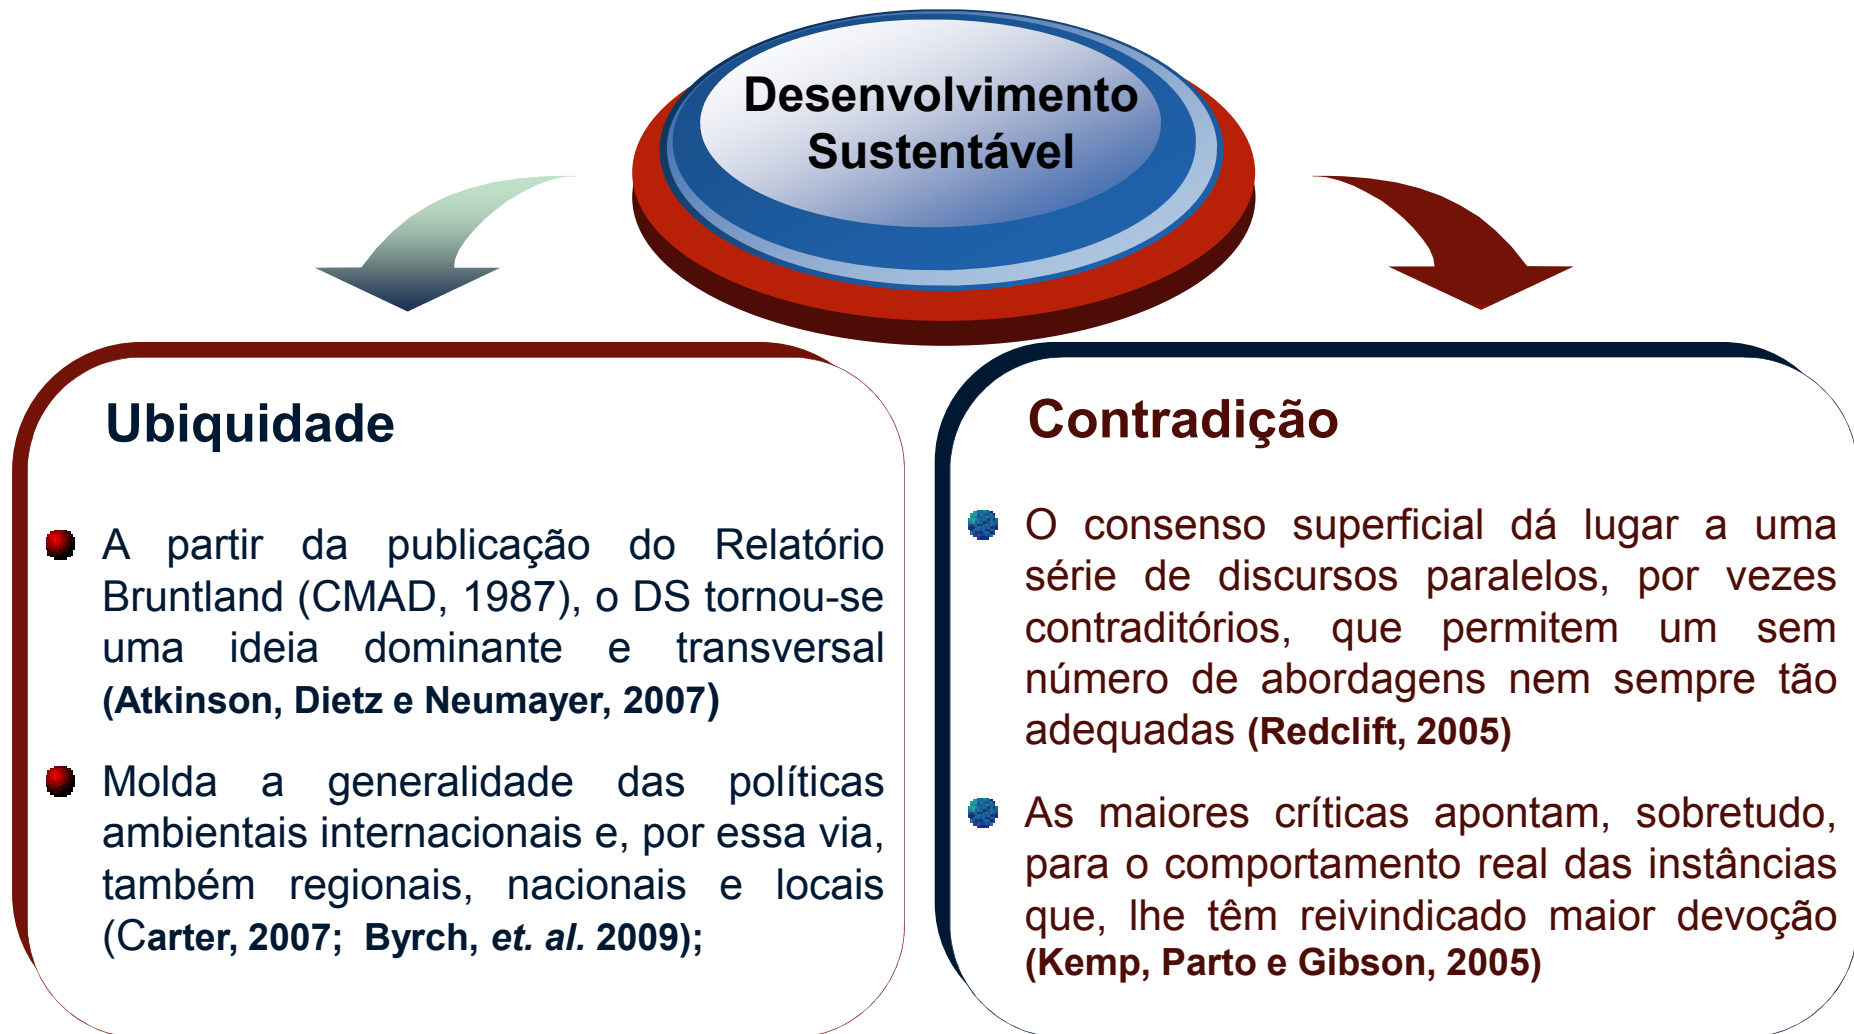 Desenvolvimento
Sustentável
Ubiquidade
A partir da publicação do Relatório
Bruntland (CMAD, 1987), o DS tornou-se
uma ideia dominante e transversal
(Atkinson, Dietz e Neumayer, 2007)
Molda a generalidade das políticas
ambientais internacionais e, por essa via,
também regionais, nacionais e locais
(Carter, 2007; Byrch, et. al. 2009);
Contradição
O consenso superficial dá lugar a uma
série de discursos paralelos, por vezes
contraditórios, que permitem um sem
número de abordagens nem sempre tão
adequadas (Redclift, 2005)
As maiores críticas apontam, sobretudo,
para o comportamento real das instâncias
que, lhe têm reivindicado maior devoção
(Kemp, Parto e Gibson, 2005)